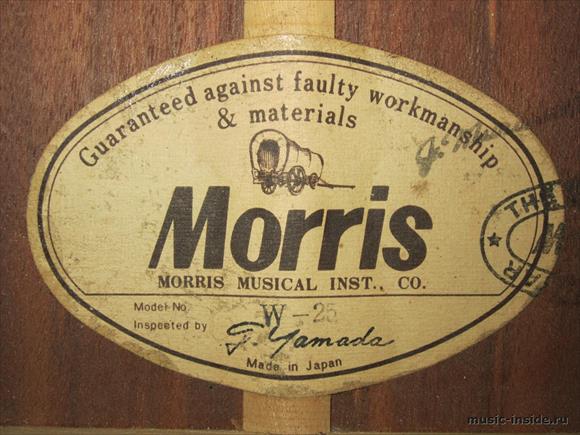 Guaranteed against faulty workmanship
& materials
Morris
MORRIS MUSICAL INST., CO.
Model No. W-25
Inspected by G. Yamada
Made in Japan
THE
music-inside.ru